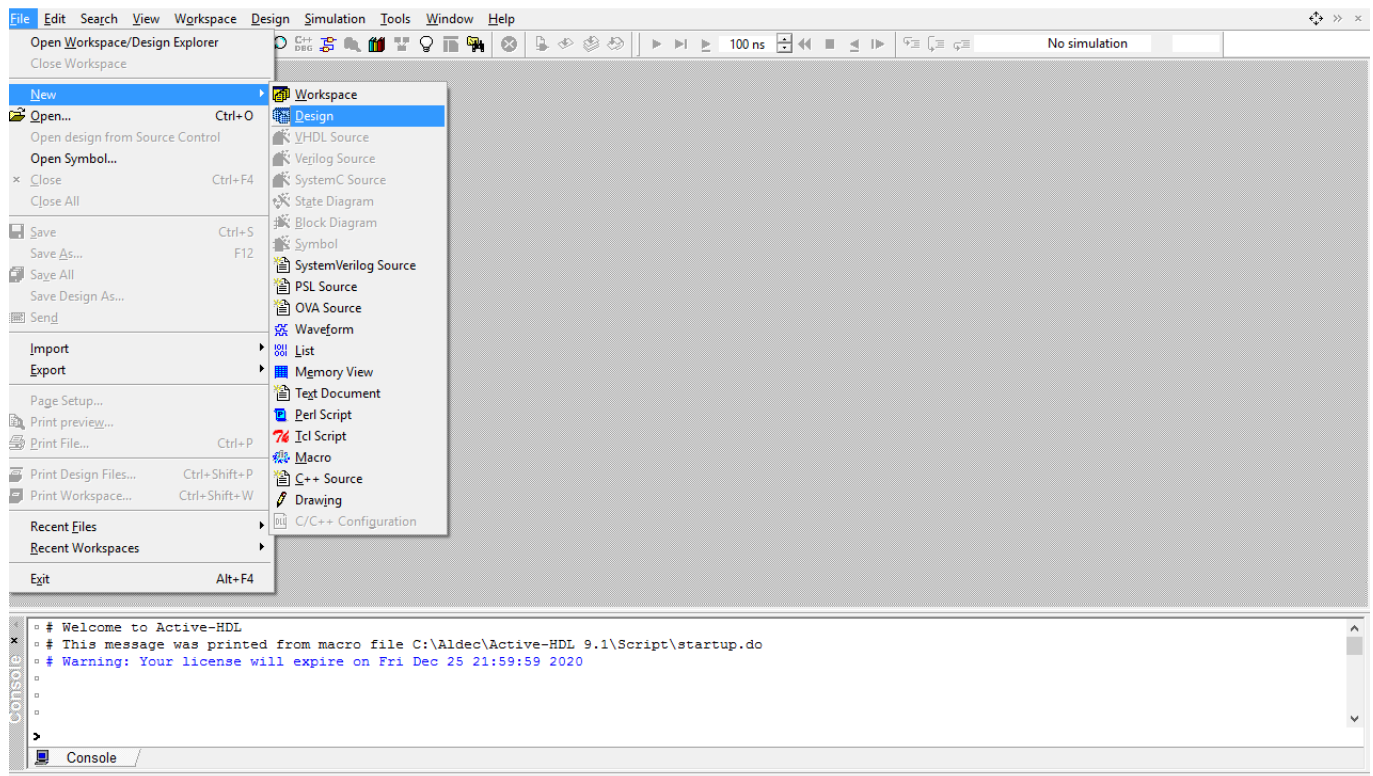 File Edit Search View Workspace Design Simulation Tools Window Help
Open Workspace/Design Explorer
Close Workspace
C++ DBG
100 ns
No simulation
New
Open... Ctrl+O
Open design from Source Control
Open Symbol...
Close Ctrl+F4
Close All
Save Ctrl+S
Save As... F12
Save All
Save Design As...
Send
Import
Export
Page Setup...
Print preview...
Print File... Ctrl+P
Print Design Files... Ctrl+Shift+P
Print Workspace... Ctrl+Shift+W
Recent Files
Recent Workspaces
Exit Alt+F4
Workspace
Design
VHDL Source
Verilog Source
SystemC Source
State Diagram
Block Diagram
Symbol
SystemVerilog Source
PSL Source
OVA Source
Waveform
List
Memory View
Text Document
Perl Script
Tcl Script
Macro
C++ Source
Drawing
C/C++ Configuration
# Welcome to Active-HDL
# This message was printed from macro file C:\Aldec\Active-HDL 9.1\Script\startup.do
# Warning: Your license will expire on Fri Dec 25 21:59:59 2020
>
console
Console